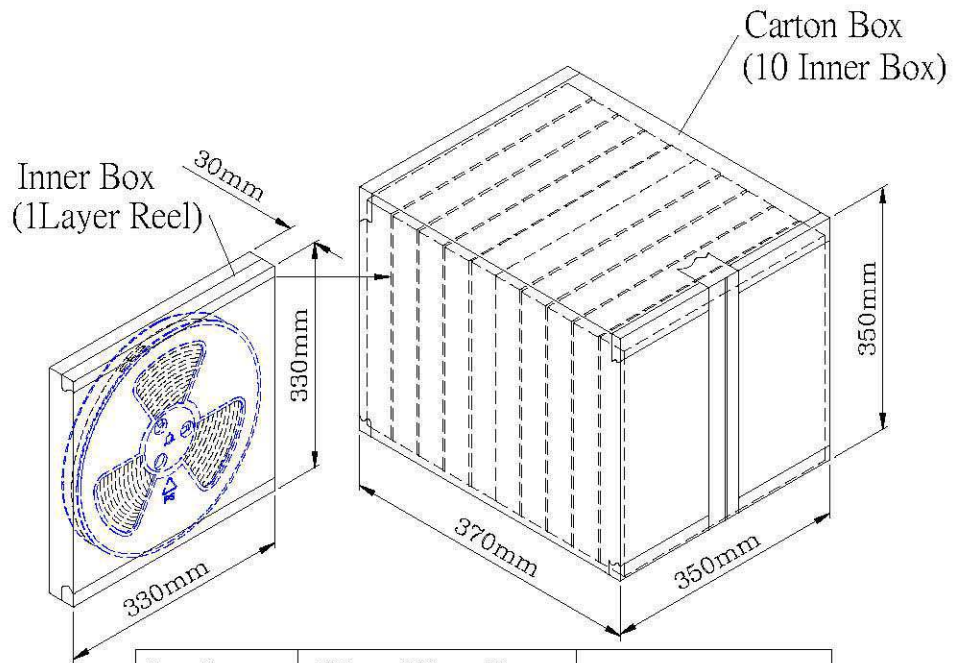 Carton Box
(10 Inner Box)
Inner Box
(1Layer Reel)
30mm
330mm
330mm
350mm
370mm
350mm